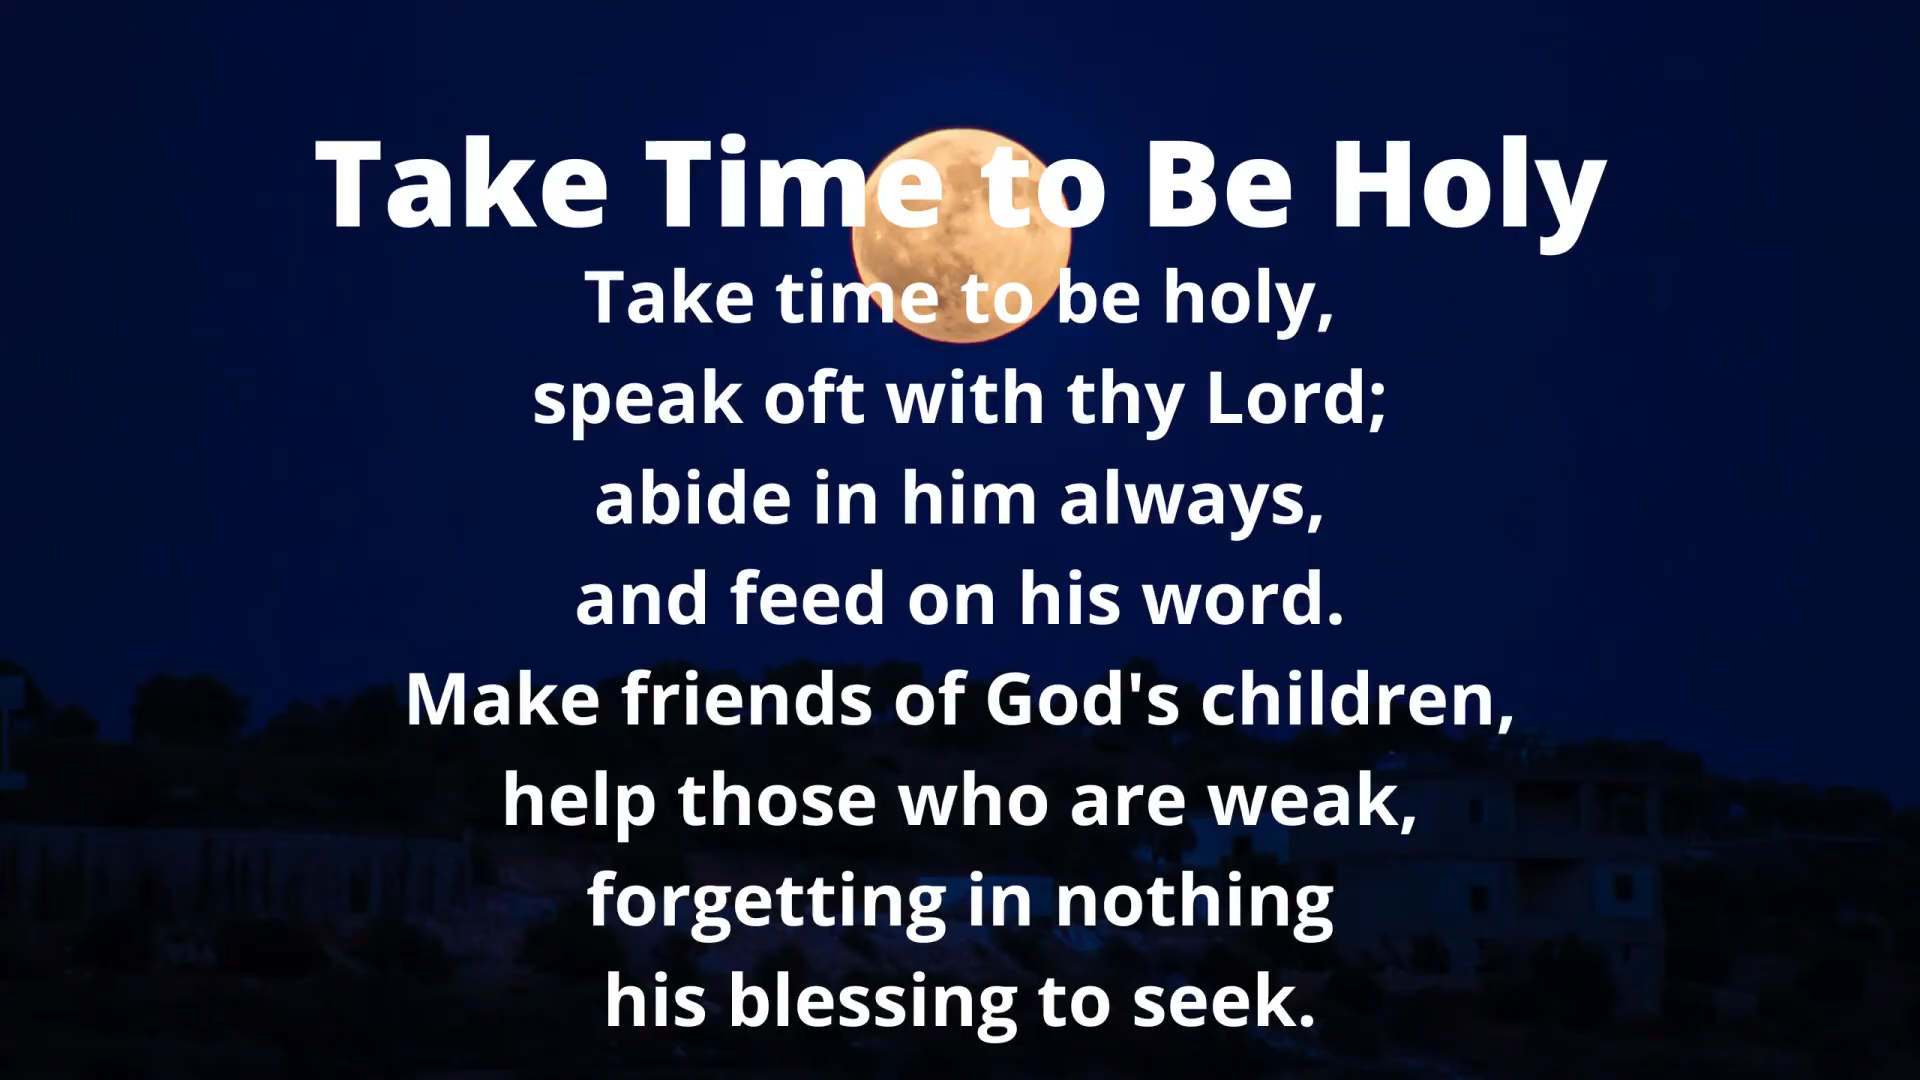 Take Time to Be Holy
Take time to be holy,
speak oft with thy Lord;
abide in him always,
and feed on his word.
Make friends of God's children,
help those who are weak,
forgetting in nothing
his blessing to seek.